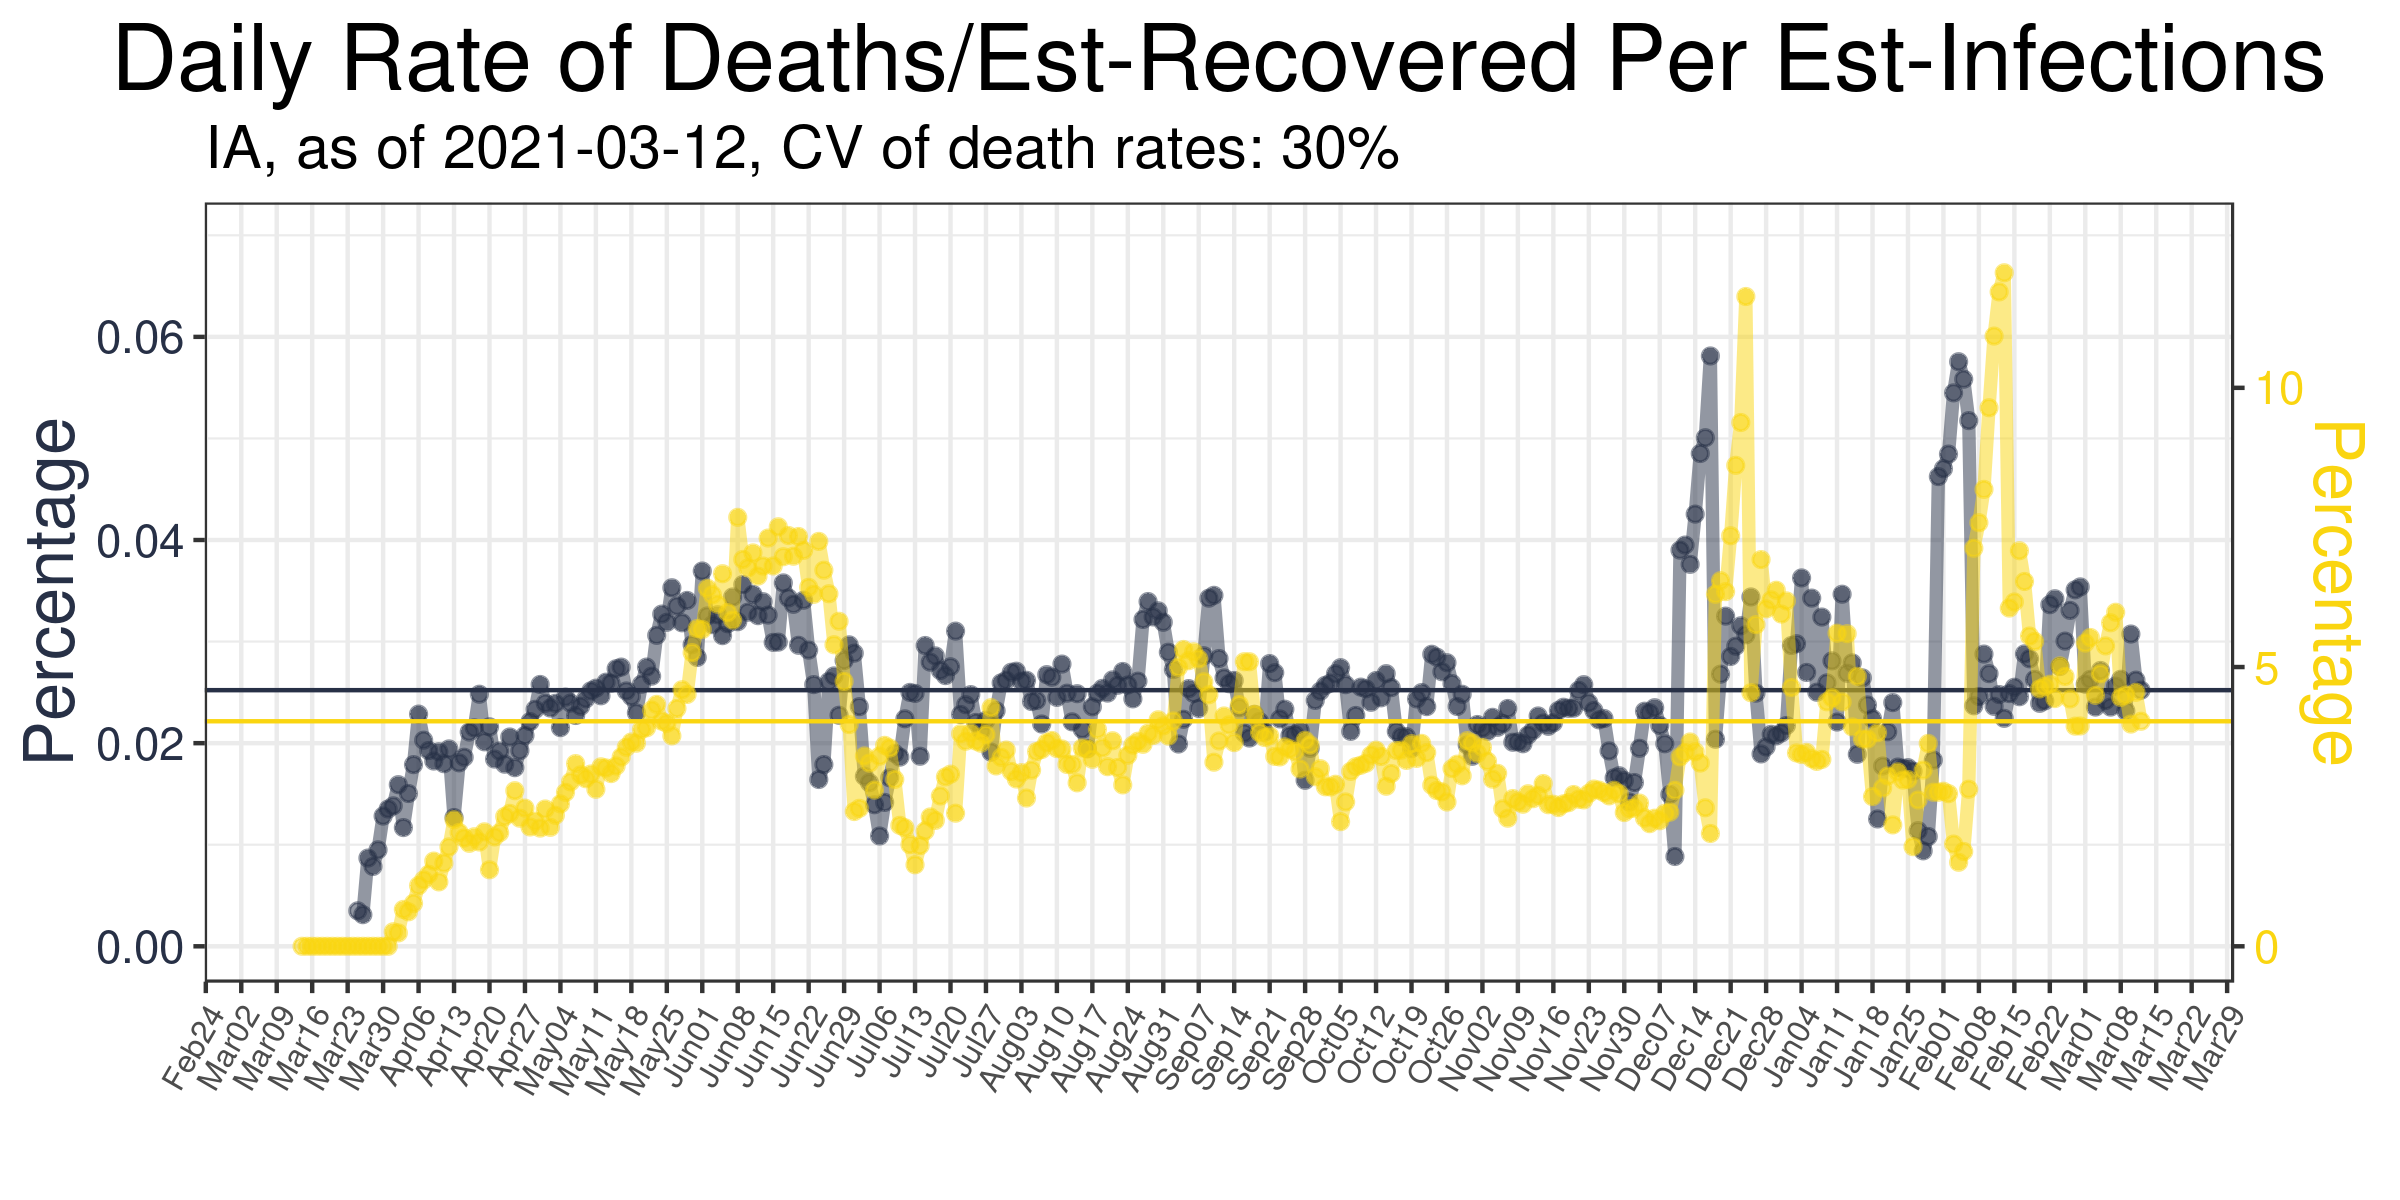 Daily Rate of Deaths/Est-Recovered Per Est-Infections
IA, as of 2021-03-12, CV of death rates: 30%
Percentage
0.06
0.04
0.02
0.00
10
5
0
Percentage
Feb24
Mar02
Mar09
Mar16
Mar23
Mar30
Apr06
Apr13
Apr20
Apr27
May04
May11
May18
May25
Jun01
Jun08
Jun15
Jun22
Jun29
Jul06
Jul13
Jul20
Jul27
Aug03
Aug10
Aug17
Aug24
Aug31
Sep07
Sep14
Sep21
Sep28
Oct05
Oct12
Oct19
Oct26
Nov02
Nov09
Nov16
Nov23
Nov30
Dec07
Dec14
Dec21
Dec28
Jan04
Jan11
Jan18
Jan25
Feb01
Feb08
Feb15
Feb22
Mar01
Mar08
Mar15
Mar22
Mar29